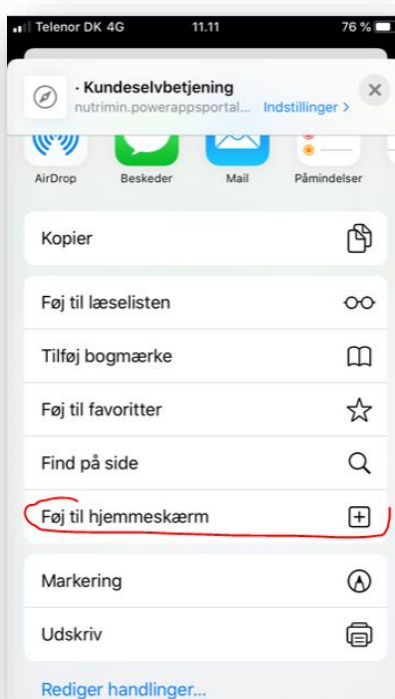 Telenor DK 4G 11.11 76 %
· Kundeselvbetjening
nutrimin.powerappsportal... Indstillinger >
AirDrop Beskeder Mail Påmindelser
Kopier
Føj til læselisten
Tilføj bogmærke
Føj til favoritter
Find på side
Føj til hjemmeskærm
Markering
Udskriv
Rediger handlinger...